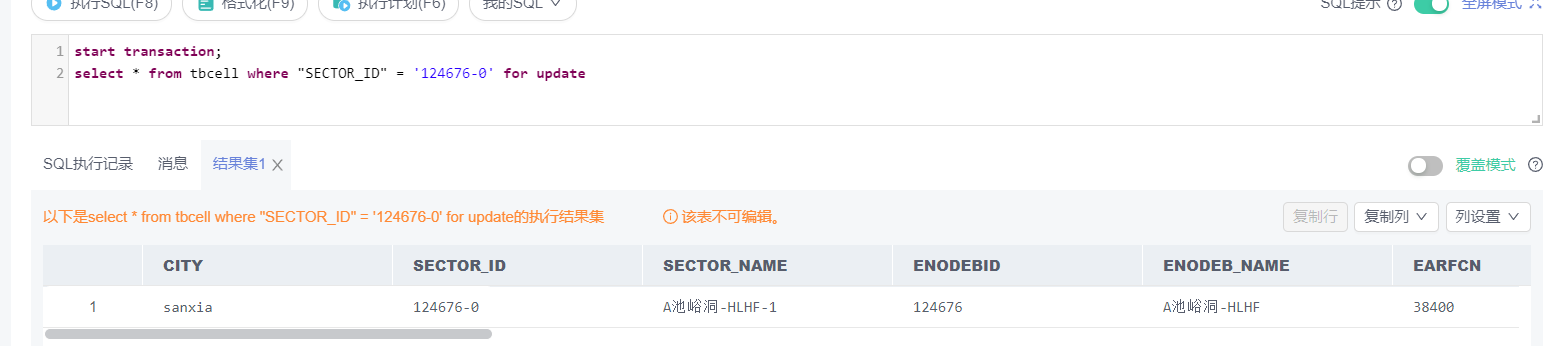 执行SQL(F8) 格式化(F9) 执行计划(F6) 我的SQL SQL提示 全屏模式
1 start transaction;
2 select * from tbcell where "SECTOR_ID" = '124676-0' for update
SQL执行记录 消息 结果集1 覆盖模式
以下是select * from tbcell where "SECTOR_ID" = '124676-0' for update的执行结果集 该表不可编辑。 复制行 复制列 列设置
CITY SECTOR_ID SECTOR_NAME ENODEBID ENODEB_NAME EARFCN
1 sanxia 124676-0 A池峪洞-HLHF-1 124676 A池峪洞-HLHF 38400